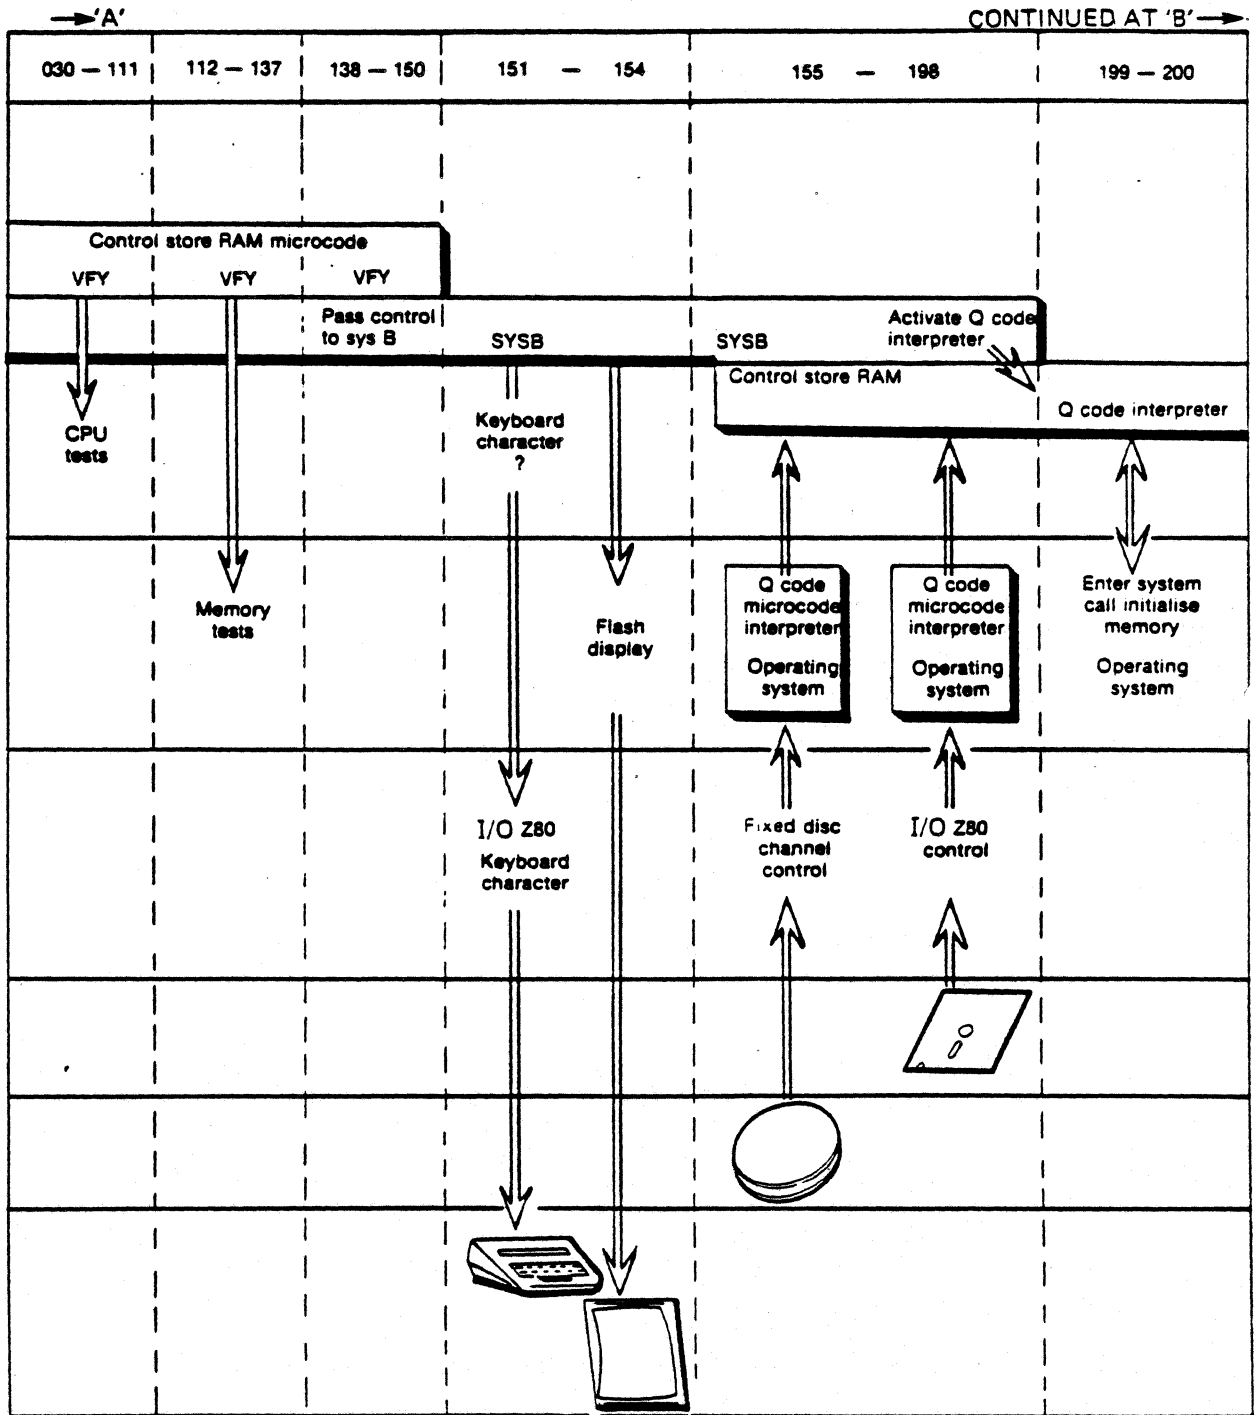 'A'
CONTINUED AT 'B'
030 — 111
112 — 137
138 — 150
151 — 154
155 — 198
199 — 200
Control store RAM microcode
VFY
VFY
VFY
Pass control
to sys B
SYSB
SYSB
Activate Q code
interpreter
Control store RAM
Q code interpreter
CPU
tests
Keyboard
character
?
Memory
tests
Flash
display
Q code
microcode
interpreter
Operating
system
Q code
microcode
interpreter
Operating
system
Enter system
call initialise
memory
Operating
system
I/O Z80
Keyboard
character
Fixed disc
channel
control
I/O Z80
control